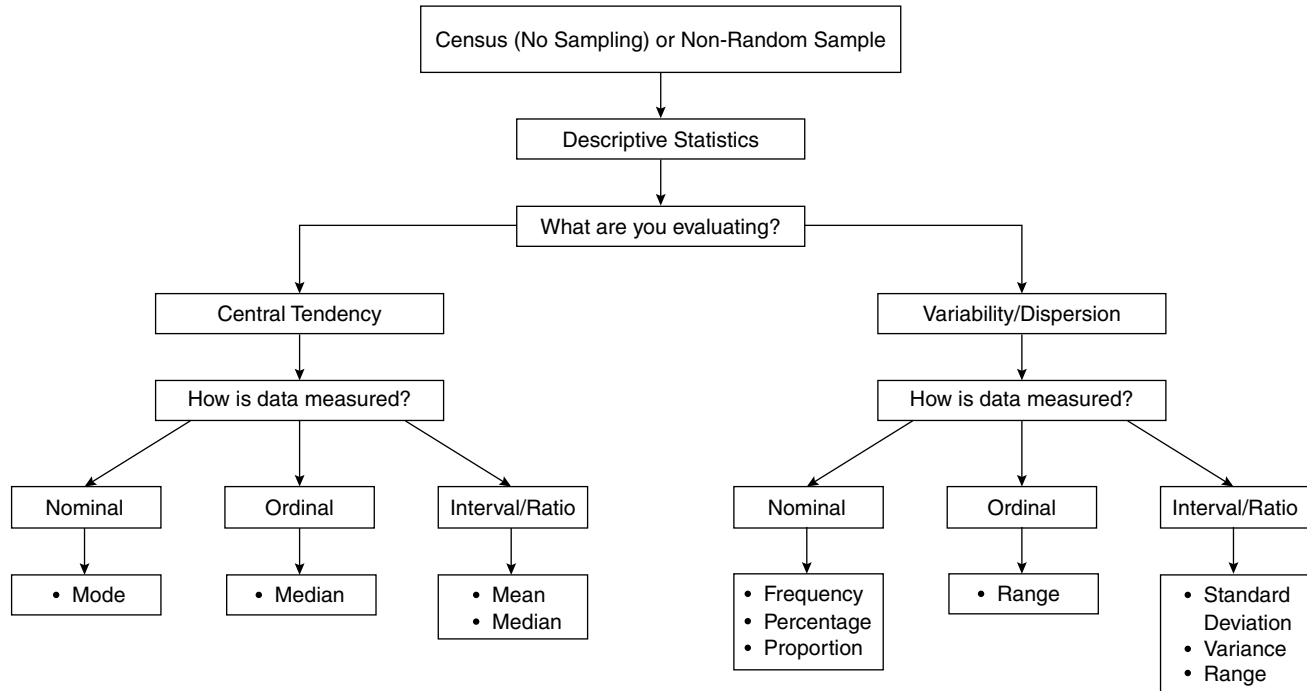 Census (No Sampling) or Non-Random Sample
Descriptive Statistics
What are you evaluating?
Central Tendency
Variability/Dispersion
How is data measured?
How is data measured?
Nominal
Ordinal
Interval/Ratio
Nominal
Ordinal
Interval/Ratio
• Mode
• Median
• Mean
• Median
• Frequency
• Percentage
• Proportion
• Range
• Standard
Deviation
• Variance
• Range